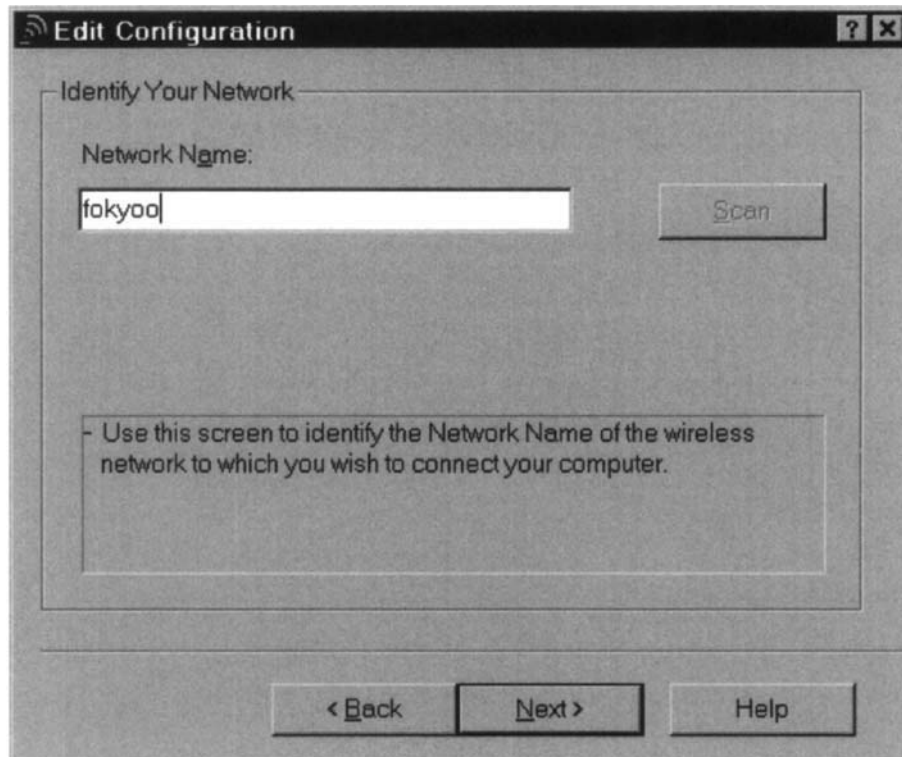 Edit Configuration
Identify Your Network
Network Name:
fokyoo
Scan
- Use this screen to identify the Network Name of the wireless
network to which you wish to connect your computer.
< Back
Next >
Help